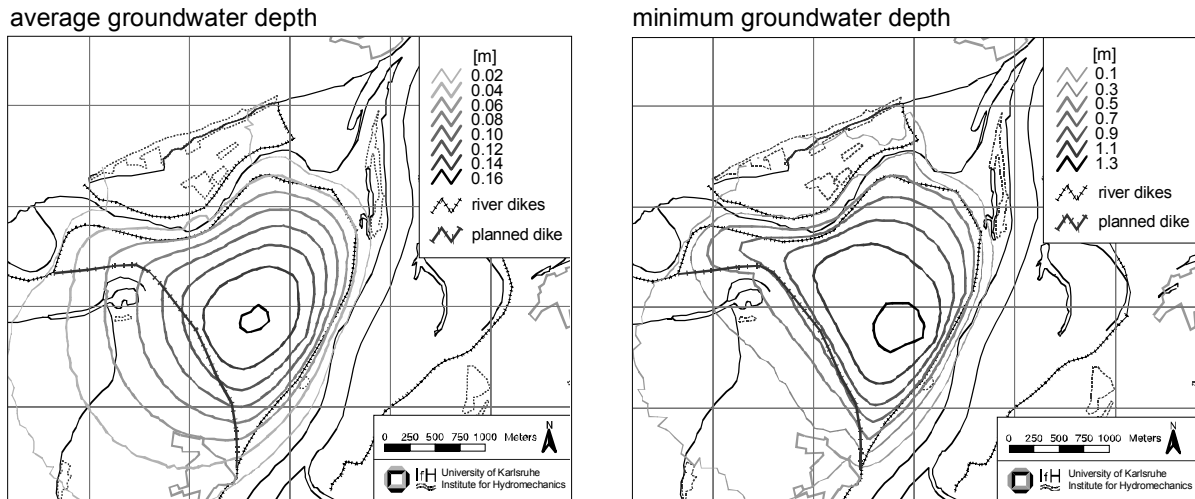 average groundwater depth
[m]
0.02
0.04
0.06
0.08
0.10
0.12
0.14
0.16
river dikes
planned dike
N
0 250 500 750 1000 Meters
IfH University of Karlsruhe
Institute for Hydromechanics
minimum groundwater depth
[m]
0.1
0.3
0.5
0.7
0.9
1.1
1.3
river dikes
planned dike
N
0 250 500 750 1000 Meters
IfH University of Karlsruhe
Institute for Hydromechanics